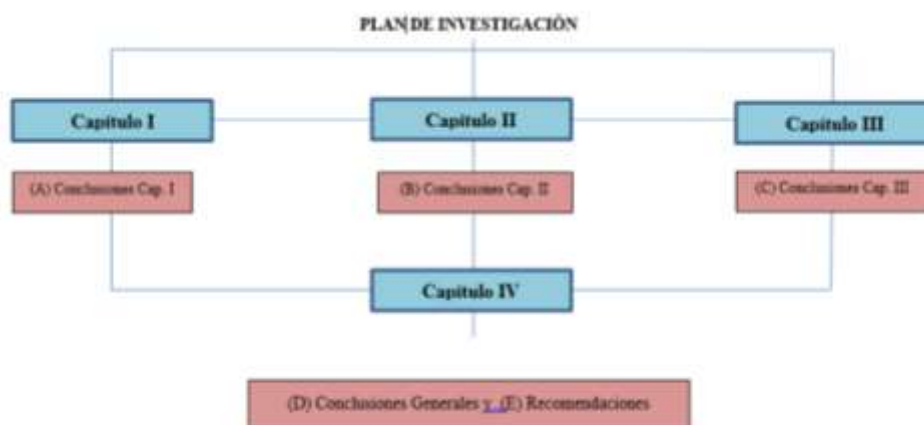 PLAN DE INVESTIGACIÓN
Capítulo I
Capítulo II
Capítulo III
(A) Conclusiones Cap. I
(B) Conclusiones Cap. II
(C) Conclusiones Cap. III
Capítulo IV
(D) Conclusiones Generales y (E) Recomendaciones